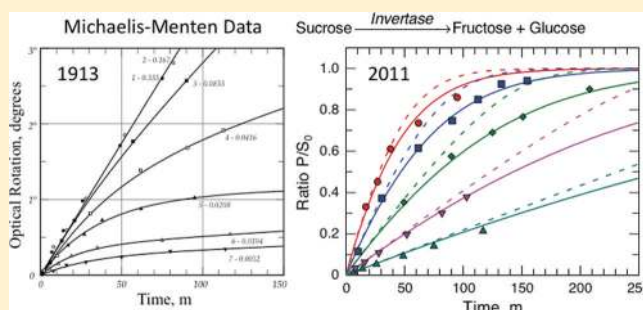 Michaelis-Menten Data
Sucrose Invertase Fructose + Glucose
1913
2011
Optical Rotation, degrees
3°
2°
1°
0
0 50 100 150
Time, m
1 - 0.333
2 - 0.167
3 - 0.0833
4 - 0.0416
5 - 0.0208
6 - 0.0104
7 - 0.0052
Ratio P/S0
1.0
0.8
0.6
0.4
0.2
0 50 100 150 200 250
Time, m